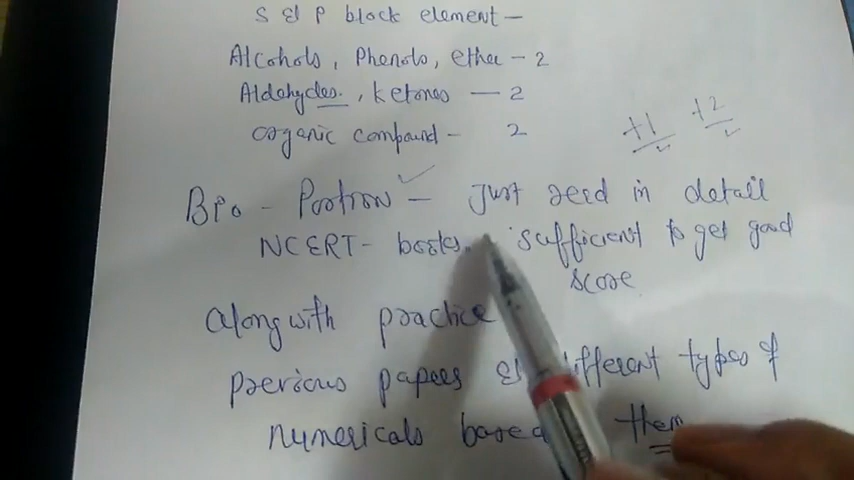 S & P block element -
Alcohols, Phenols, ether - 2
Aldehydes, ketones - 2
organic compound - 2
+1 +2
Bio - Portion - Just read in detail
NCERT - books. sufficient to get good
score
Along with practice
previous papers & different types of
numericals based them